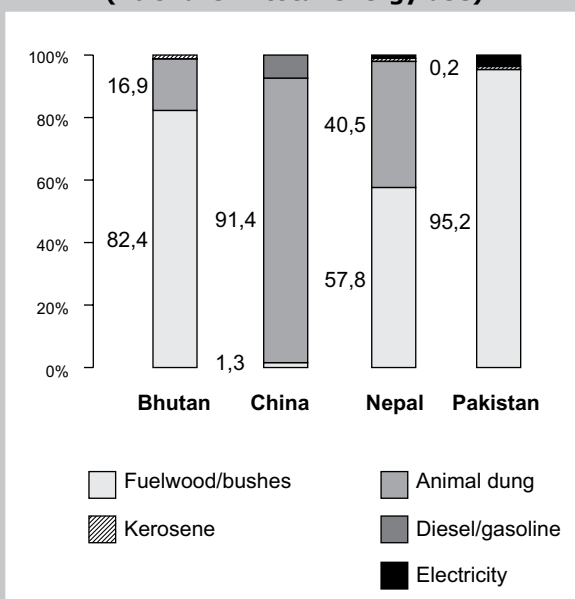 100%
80%
60%
40%
20%
0%
16,9
82,4
91,4
1,3
40,5
57,8
0,2
95,2
Bhutan China Nepal Pakistan
Fuelwood/bushes
Animal dung
Kerosene
Diesel/gasoline
Electricity